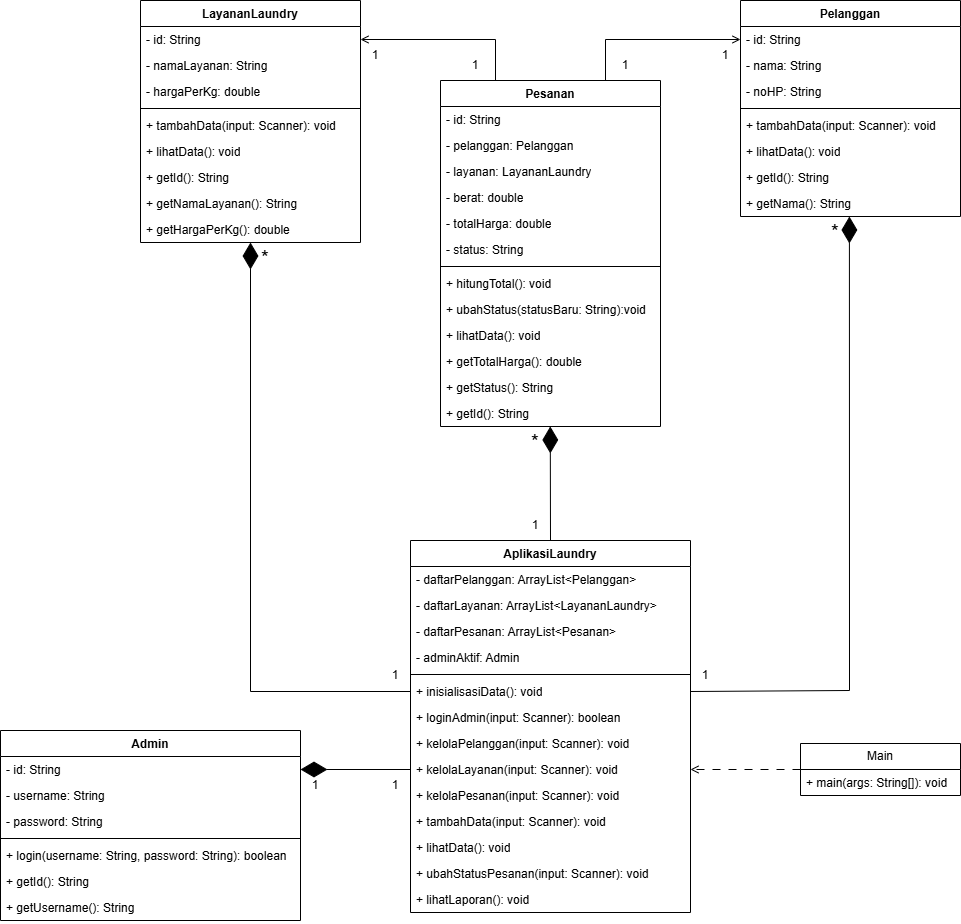 LayananLaundry
- id: String
- namaLayanan: String
- hargaPerKg: double
+ tambahData(input: Scanner): void
+ lihatData(): void
+ getId(): String
+ getNamaLayanan(): String
+ getHargaPerKg(): double
1
1
1
1
Pelanggan
- id: String
- nama: String
- noHP: String
+ tambahData(input: Scanner): void
+ lihatData(): void
+ getId(): String
+ getNama(): String
Pesanan
- id: String
- pelanggan: Pelanggan
- layanan: LayananLaundry
- berat: double
- totalHarga: double
- status: String
+ hitungTotal(): void
+ ubahStatus(statusBaru: String):void
+ lihatData(): void
+ getTotalHarga(): double
+ getStatus(): String
+ getId(): String
*
*
*
1
AplikasiLaundry
- daftarPelanggan: ArrayList<Pelanggan>
- daftarLayanan: ArrayList<LayananLaundry>
- daftarPesanan: ArrayList<Pesanan>
- adminAktif: Admin
+ inisialisasiData(): void
+ loginAdmin(input: Scanner): boolean
+ kelolaPelanggan(input: Scanner): void
+ kelolaLayanan(input: Scanner): void
+ kelolaPesanan(input: Scanner): void
+ tambahData(input: Scanner): void
+ lihatData(): void
+ ubahStatusPesanan(input: Scanner): void
+ lihatLaporan(): void
1
1
Admin
- id: String
- username: String
- password: String
+ login(username: String, password: String): boolean
+ getId(): String
+ getUsername(): String
1
1
Main
+ main(args: String[]): void